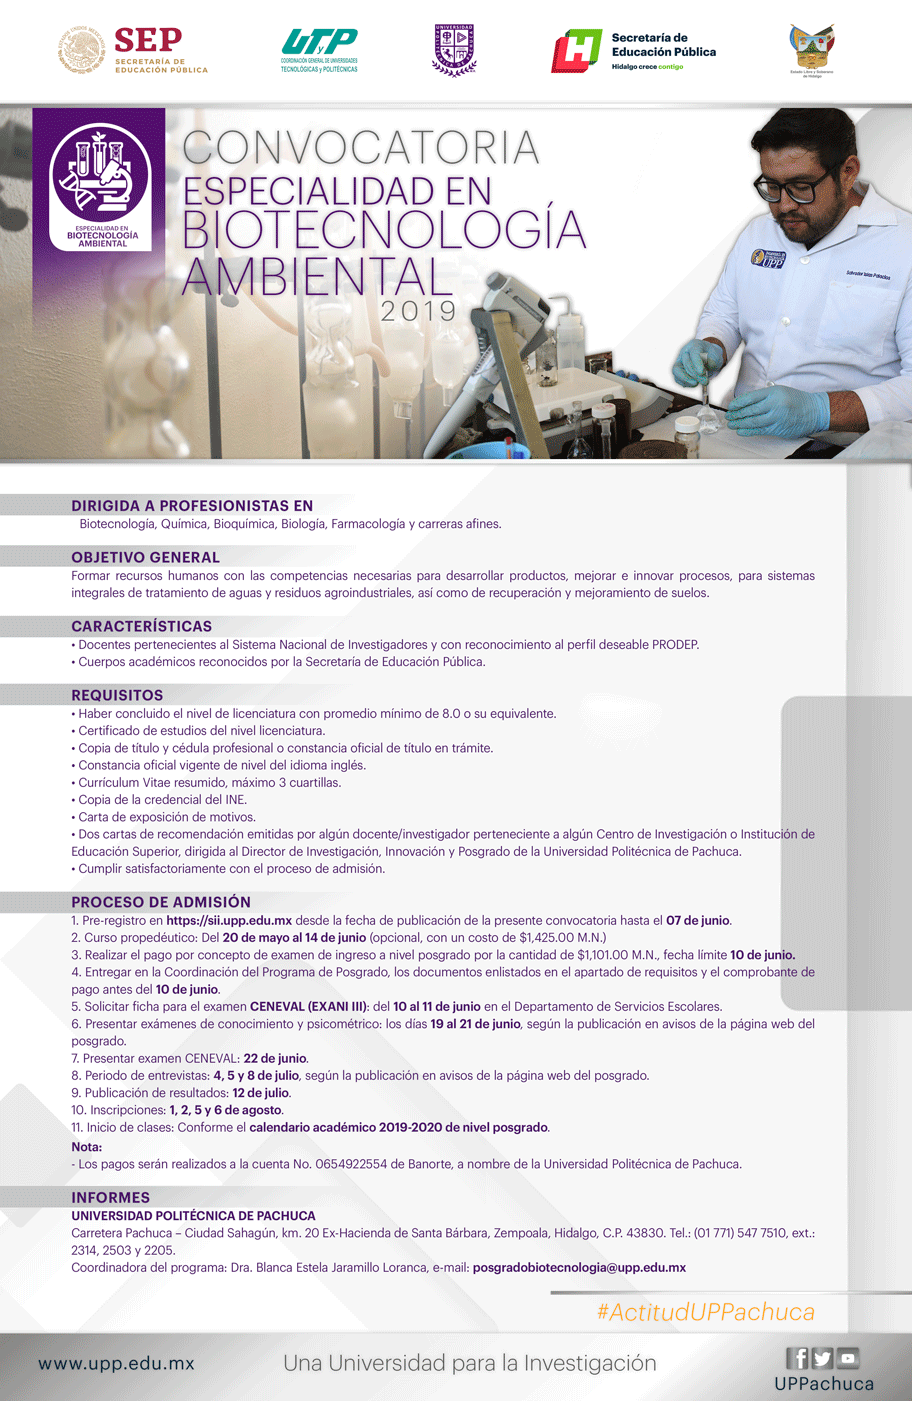 SEP
SECRETARÍA DE
EDUCACIÓN PÚBLICA
UTyP
COORDINACIÓN GENERAL DE UNIVERSIDADES
TECNOLÓGICAS y POLITÉCNICAS
UNIVERSIDAD
H
Secretaría de
Educación Pública
Hidalgo crece contigo
Estado Libre y Soberano
de Hidalgo
ESPECIALIDAD EN
BIOTECNOLOGÍA
AMBIENTAL
CONVOCATORIA
ESPECIALIDAD EN
BIOTECNOLOGÍA
AMBIENTAL
2019
UPP
Salvador Islas Palacios
DIRIGIDA A PROFESIONISTAS EN
Biotecnología, Química, Bioquímica, Biología, Farmacología y carreras afines.
OBJETIVO GENERAL
Formar recursos humanos con las competencias necesarias para desarrollar productos, mejorar e innovar procesos, para sistemas
integrales de tratamiento de aguas y residuos agroindustriales, así como de recuperación y mejoramiento de suelos.
CARACTERÍSTICAS
• Docentes pertenecientes al Sistema Nacional de Investigadores y con reconocimiento al perfil deseable PRODEP.
• Cuerpos académicos reconocidos por la Secretaría de Educación Pública.
REQUISITOS
• Haber concluido el nivel de licenciatura con promedio mínimo de 8.0 o su equivalente.
• Certificado de estudios del nivel licenciatura.
• Copia de título y cédula profesional o constancia oficial de título en trámite.
• Constancia oficial vigente de nivel del idioma inglés.
• Currículum Vitae resumido, máximo 3 cuartillas.
• Copia de la credencial del INE.
• Carta de exposición de motivos.
• Dos cartas de recomendación emitidas por algún docente/investigador perteneciente a algún Centro de Investigación o Institución de
Educación Superior, dirigida al Director de Investigación, Innovación y Posgrado de la Universidad Politécnica de Pachuca.
• Cumplir satisfactoriamente con el proceso de admisión.
PROCESO DE ADMISIÓN
1. Pre-registro en https://sii.upp.edu.mx desde la fecha de publicación de la presente convocatoria hasta el 07 de junio.
2. Curso propedéutico: Del 20 de mayo al 14 de junio (opcional, con un costo de $1,425.00 M.N.)
3. Realizar el pago por concepto de examen de ingreso a nivel posgrado por la cantidad de $1,101.00 M.N., fecha límite 10 de junio.
4. Entregar en la Coordinación del Programa de Posgrado, los documentos enlistados en el apartado de requisitos y el comprobante de
pago antes del 10 de junio.
5. Solicitar ficha para el examen CENEVAL (EXANI III): del 10 al 11 de junio en el Departamento de Servicios Escolares.
6. Presentar exámenes de conocimiento y psicométrico: los días 19 al 21 de junio, según la publicación en avisos de la página web del
posgrado.
7. Presentar examen CENEVAL: 22 de junio.
8. Periodo de entrevistas: 4, 5 y 8 de julio, según la publicación en avisos de la página web del posgrado.
9. Publicación de resultados: 12 de julio.
10. Inscripciones: 1, 2, 5 y 6 de agosto.
11. Inicio de clases: Conforme el calendario académico 2019-2020 de nivel posgrado.
Nota:
- Los pagos serán realizados a la cuenta No. 0654922554 de Banorte, a nombre de la Universidad Politécnica de Pachuca.
INFORMES
UNIVERSIDAD POLITÉCNICA DE PACHUCA
Carretera Pachuca – Ciudad Sahagún, km. 20 Ex-Hacienda de Santa Bárbara, Zempoala, Hidalgo, C.P. 43830. Tel.: (01 771) 547 7510, ext.:
2314, 2503 y 2205.
Coordinadora del programa: Dra. Blanca Estela Jaramillo Loranca, e-mail: posgradobiotecnologia@upp.edu.mx
#ActitudUPPachuca
www.upp.edu.mx
Una Universidad para la Investigación
UPPachuca